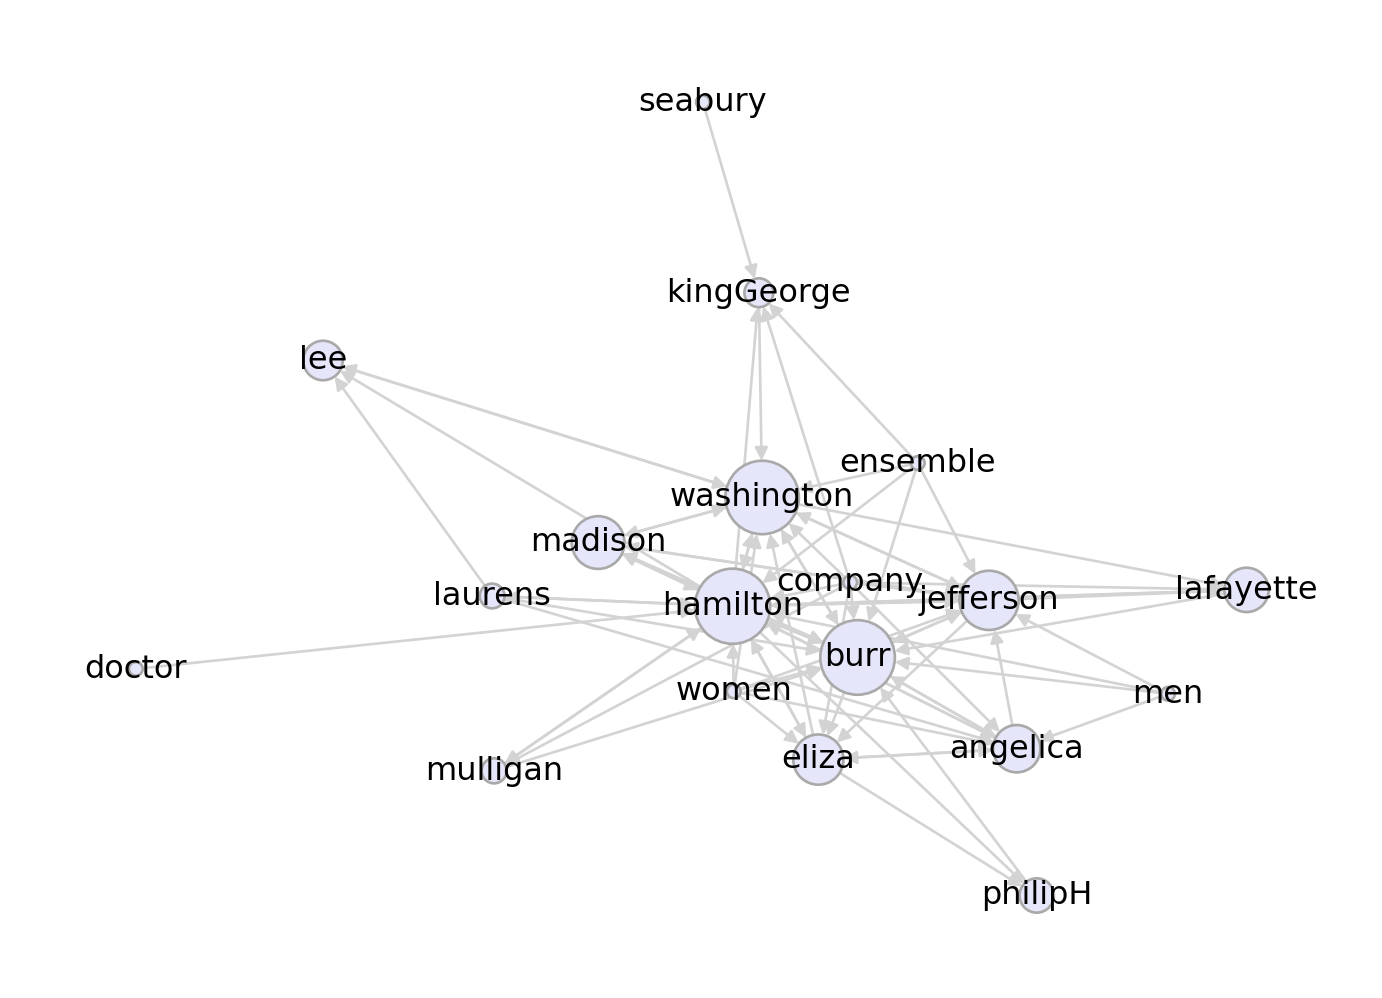 seabury
kingGeorge
lee
ensemble
washington
madison
company
lafayette
laurens
hamilton
jefferson
burr
doctor
women
men
angelica
eliza
mulligan
philipH